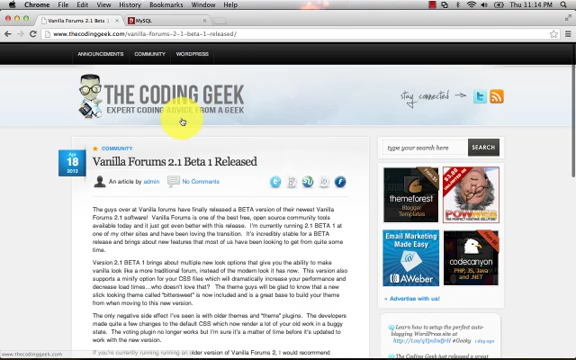 Chrome File Edit View History Bookmarks Window Help
Thu 11:14 PM
Vanilla Forums 2.1 Beta 1
MySQL
www.thecodinggeek.com/vanilla-forums-2-1-beta-1-released/
ANNOUNCEMENTS COMMUNITY WORDPRESS
THE CODING GEEK
EXPERT CODING ADVICE FROM A GEEK
stay connected
Apr
18
2013
COMMUNITY
Vanilla Forums 2.1 Beta 1 Released
An article by admin
No Comments
The guys over at Vanilla forums have finally released a BETA version of their newest Vanilla
Forums 2.1 software! Vanilla Forums is one of the best free, open source community tools
available today and it just got even better with this release. I'm currently running 2.1 BETA 1 at
one of my other sites and have been loving the transition. It's incredibly stable for a BETA
release and brings about new features that most of us have been looking to get from quite some
time.
Version 2.1 BETA 1 brings about multiple new look options that give you the ability to make
vanilla look like a more traditional forum, instead of the modern look it has now. This version also
supports a minify option for your CSS files which will dramatically increase your performance and
decrease load times...who doesn't love that? The theme guys will be glad to know that a new
slick looking theme called "bittersweet" is now included and is a great base to build your theme
from when moving to this new version.
The only negative side effect I've seen is with older themes and "theme" plugins. The developers
made quite a few changes to the default CSS which now render a lot of old work in a buggy
state. The voting plugin no longer works but I'm sure it's a matter of time before it's updated to
work with the new version.
If you're currently running an older version of Vanilla Forums 2, I would recommend
www.thecodinggeek.com
type your search here
SEARCH
themeforest
Blogger
Templates
Email Marketing
Made Easy
AWeber
codecanyon
PHP, JS, Java
and .NET
+ Advertise with us!
Learn how to setup the perfect auto-
blogging WordPress site at
#Geeky
The Coding Geek just released